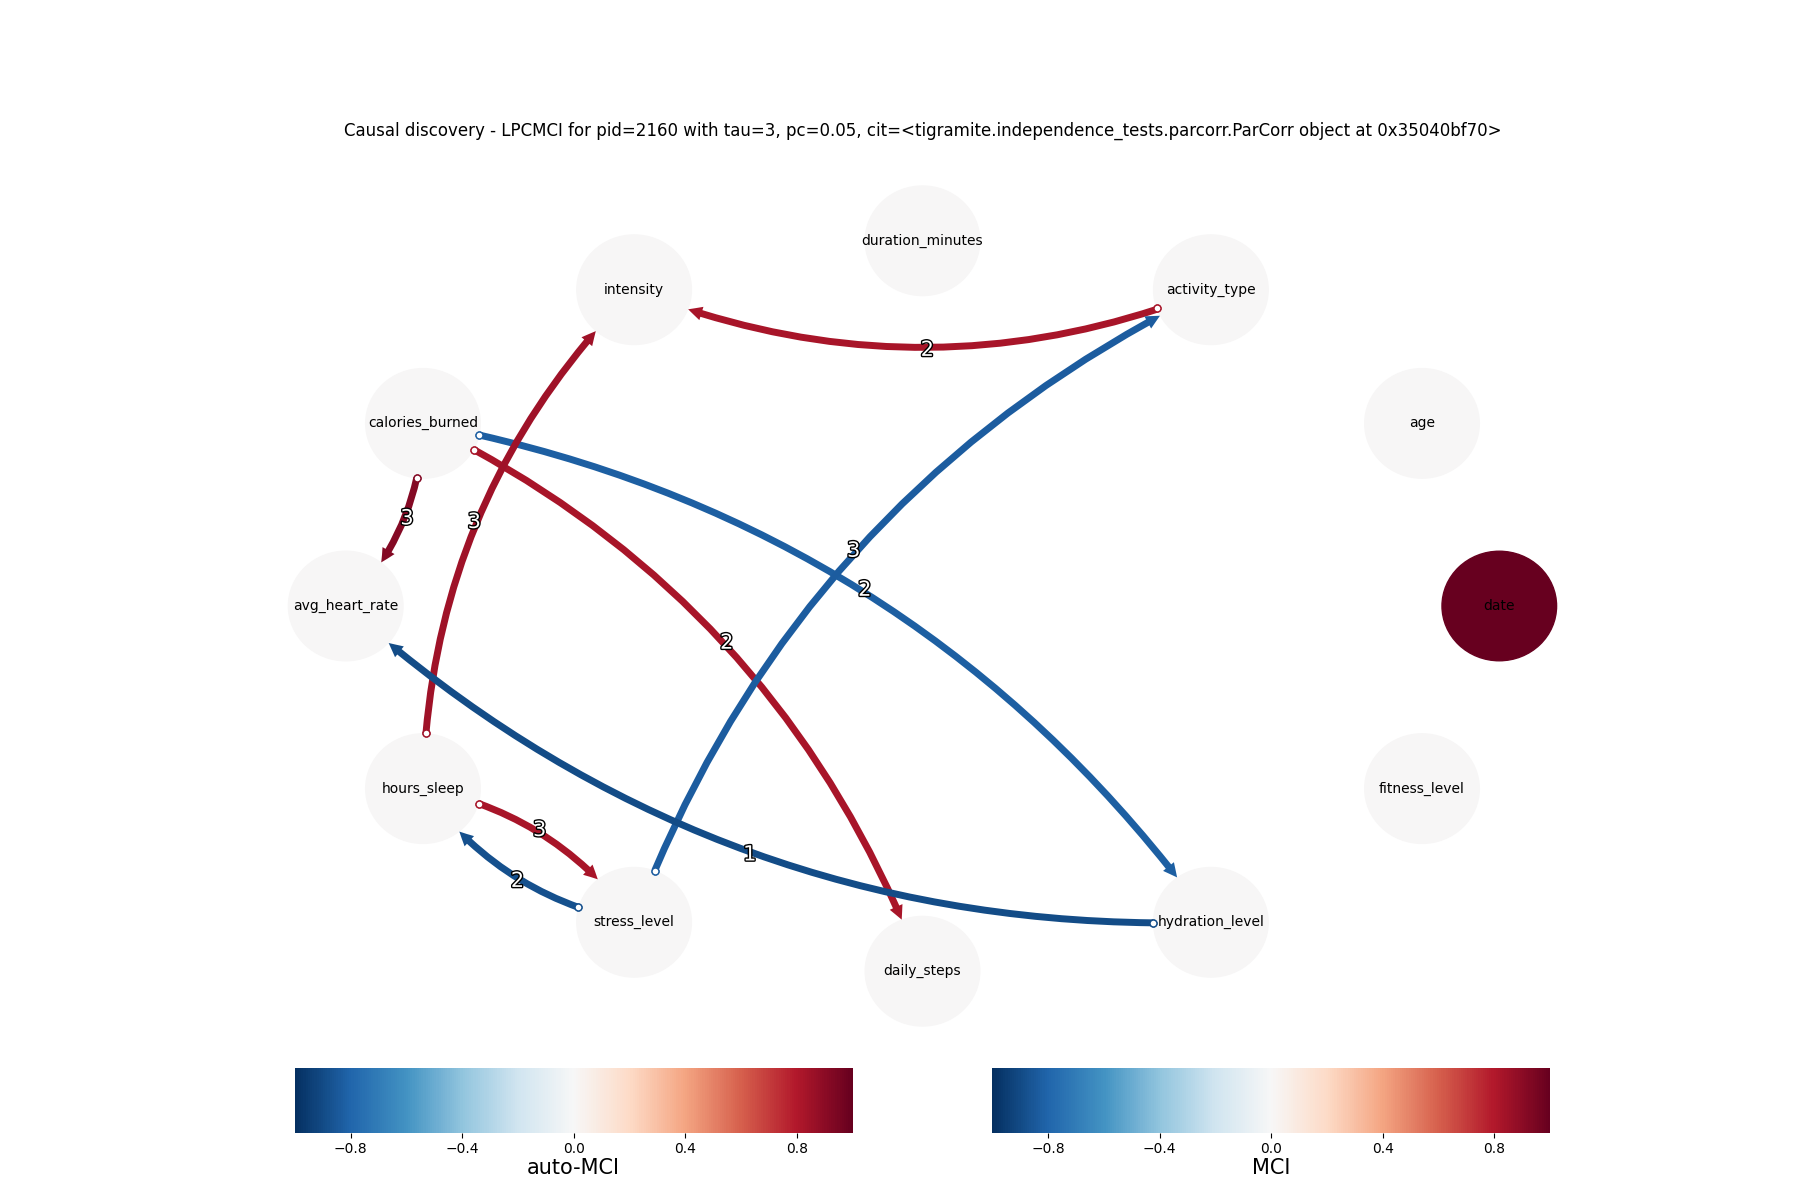 Causal discovery - LPCMCI for pid=2160 with tau=3, pc=0.05, cit=<tigramite.independence_tests.parcorr.ParCorr object at 0x35040bf70>
duration_minutes
intensity
activity_type
2
calories_burned
age
3
3
3
2
avg_heart_rate
date
2
hours_sleep
fitness_level
3
1
2
stress_level
hydration_level
daily_steps
−0.8 −0.4 0.0 0.4 0.8
auto-MCI
−0.8 −0.4 0.0 0.4 0.8
MCI